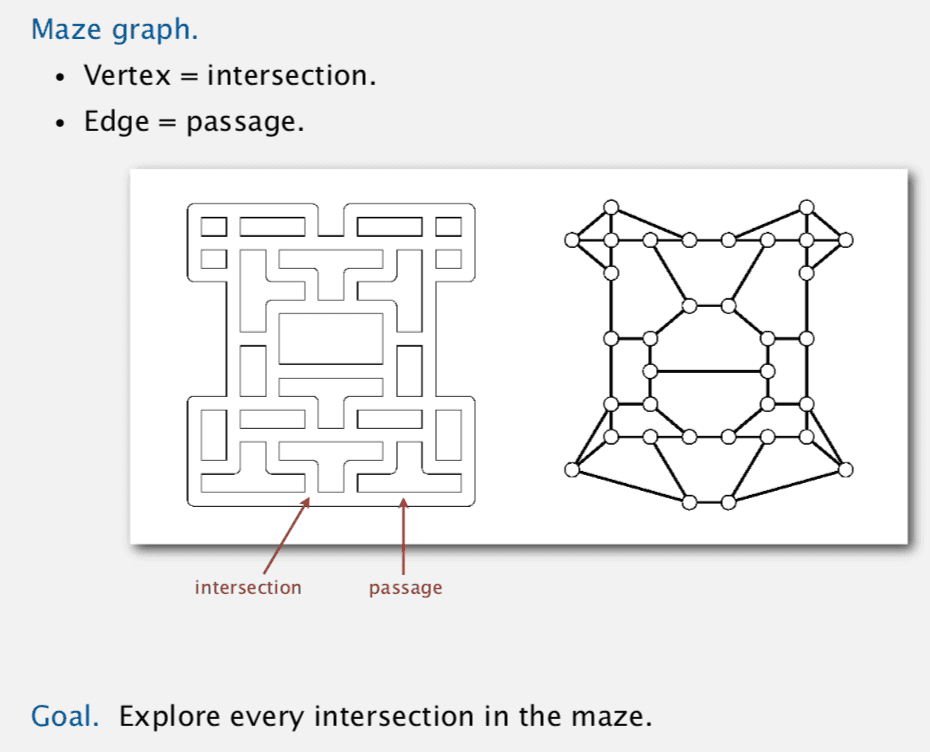 Maze graph.
• Vertex = intersection.
• Edge = passage.
intersection
passage
Goal. Explore every intersection in the maze.